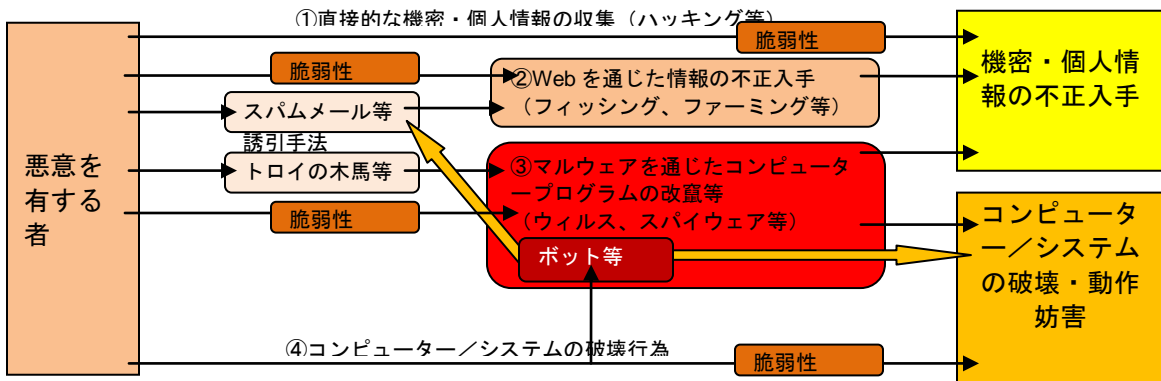 ①直接的な機密・個人情報の収集（ハッキング等）
脆弱性
悪意を
有する
者
脆弱性
②Web を通じた情報の不正入手
（フィッシング、ファーミング等）
機密・個人情
報の不正入手
スパムメール等
誘引手法
トロイの木馬等
③マルウェアを通じたコンピュータ
ープログラムの改竄等
（ウィルス、スパイウェア等）
脆弱性
ボット等
コンピュータ
ー／システム
の破壊・動作
妨害
④コンピューター／システムの破壊行為
脆弱性